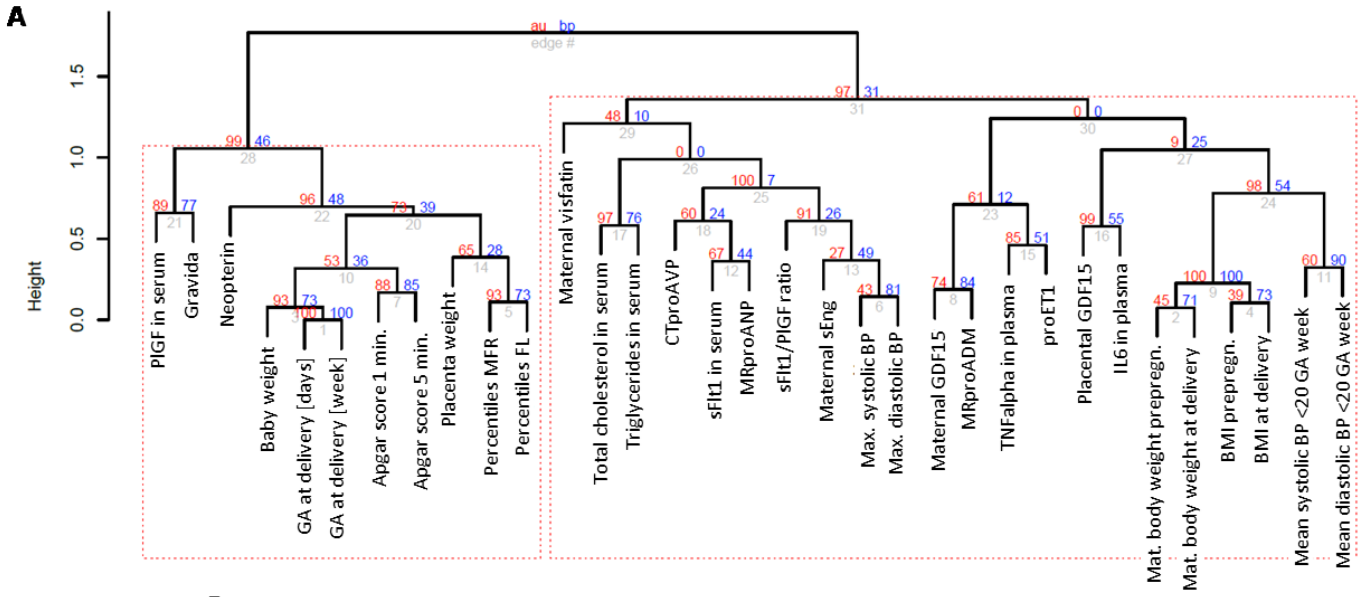 A
au bp
edge #
Height
1.5
1.0
0.5
0.0
97 31
31
48 10
29
0 0
30
99 46
28
9 25
27
0 0
26
100 7
25
98 54
24
89 77
21
96 48
22
73 39
20
61 12
23
97 76
17
60 24
18
91 26
19
99 55
16
85 51
15
65 28
14
53 36
10
67 44
12
27 49
13
60 90
11
100 100
9
88 85
7
74 84
8
93 73
3
100 100
1
93 73
5
43 81
6
45 71
2
39 73
4
PlGF in serum
Gravida
Neopterin
Baby weight
GA at delivery [days]
GA at delivery [week]
Apgar score 1 min.
Apgar score 5 min.
Placenta weight
Percentiles MFR
Percentiles FL
Maternal visfatin
Total cholesterol in serum
Triglycerides in serum
CTproAVP
sFlt1 in serum
MRproANP
sFlt1/PlGF ratio
Maternal sEng
Max. systolic BP
Max. diastolic BP
Maternal GDF15
MRproADM
TNFalpha in plasma
proET1
Placental GDF15
IL6 in plasma
Mat. body weight prepregn.
Mat. body weight at delivery
BMI prepregn.
BMI at delivery
Mean systolic BP <20 GA week
Mean diastolic BP <20 GA week